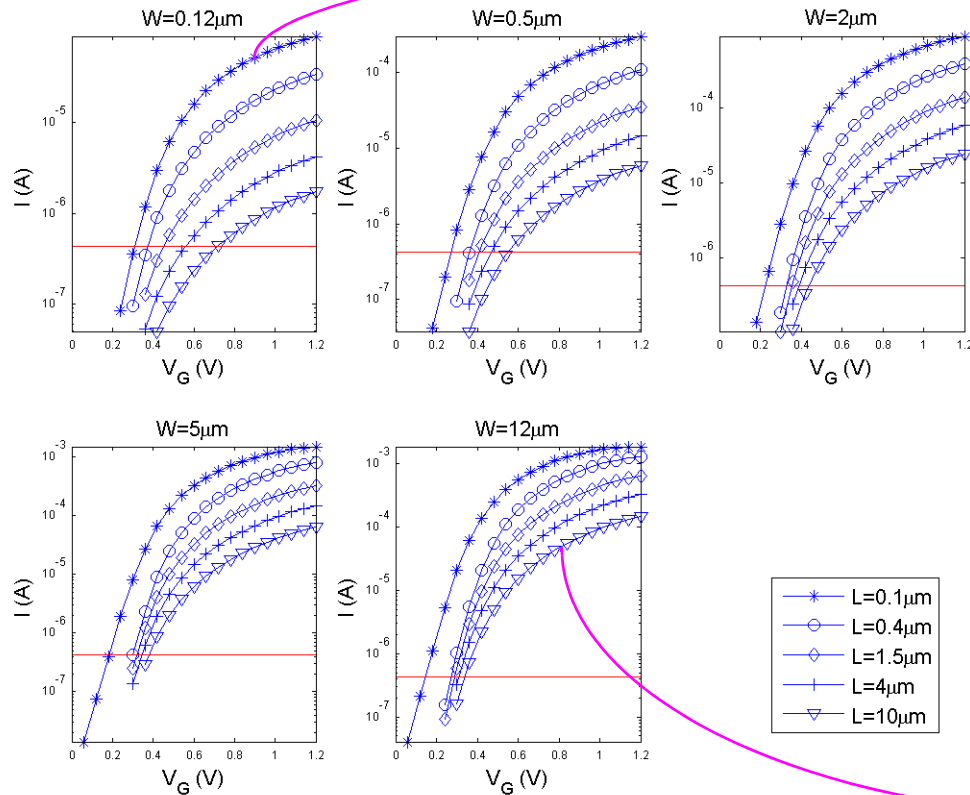 W=0.12μm
W=0.5μm
W=2μm
10⁻⁵
10⁻⁶
10⁻⁷
I (A)
0 0.2 0.4 0.6 0.8 1 1.2
V_G (V)
10⁻⁴
10⁻⁵
10⁻⁶
10⁻⁷
I (A)
0 0.2 0.4 0.6 0.8 1 1.2
V_G (V)
10⁻⁴
10⁻⁵
10⁻⁶
I (A)
0 0.2 0.4 0.6 0.8 1 1.2
V_G (V)
W=5μm
W=12μm
10⁻³
10⁻⁴
10⁻⁵
10⁻⁶
10⁻⁷
I (A)
0 0.2 0.4 0.6 0.8 1 1.2
V_G (V)
10⁻³
10⁻⁴
10⁻⁵
10⁻⁶
10⁻⁷
I (A)
0 0.2 0.4 0.6 0.8 1 1.2
V_G (V)
L=0.1μm
L=0.4μm
L=1.5μm
L=4μm
L=10μm